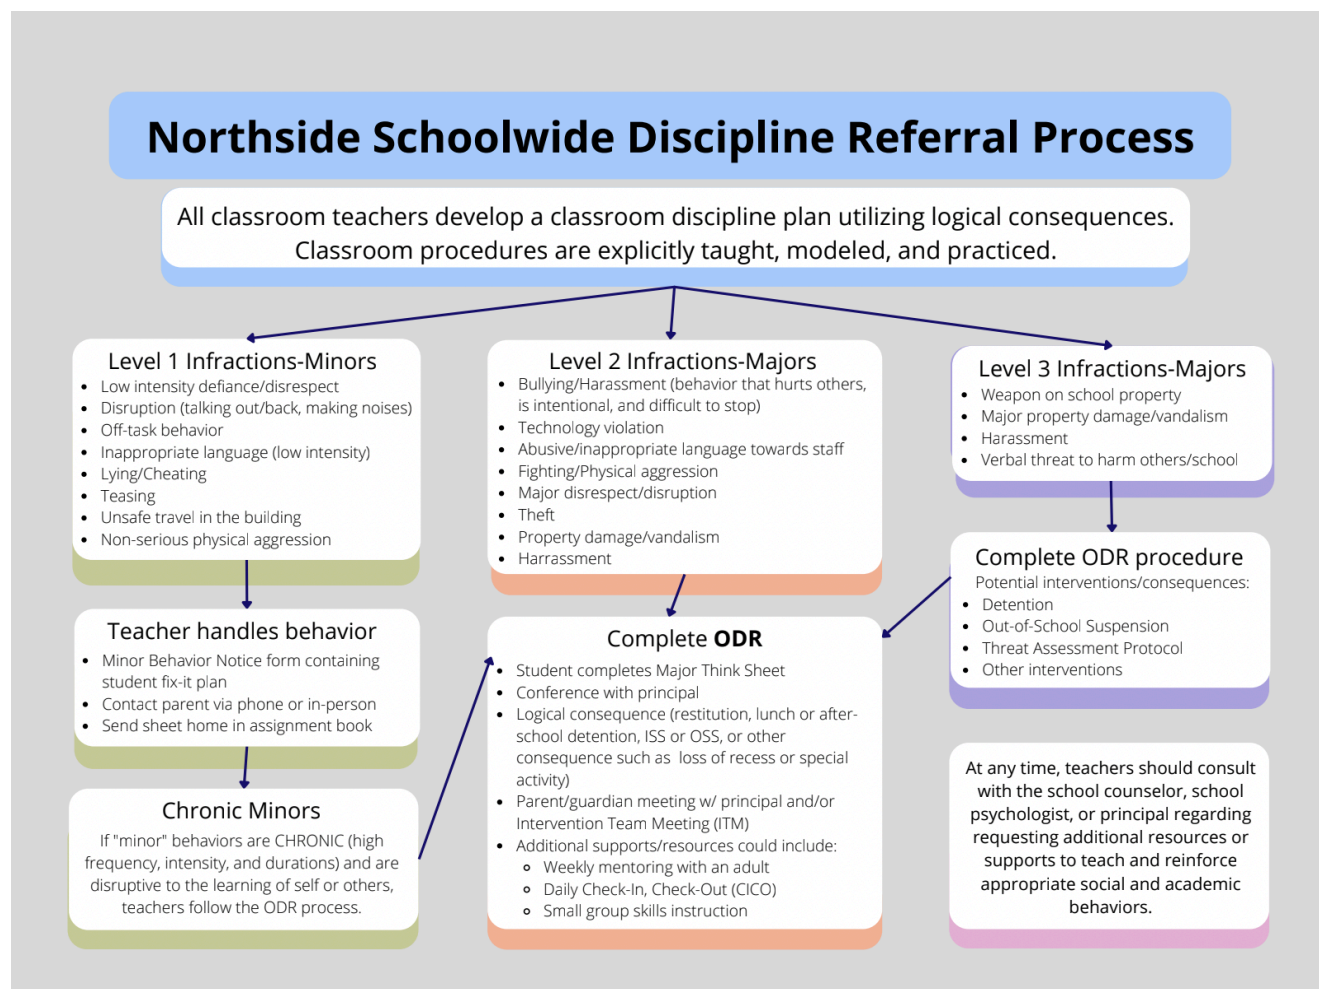 Northside Schoolwide Discipline Referral Process
All classroom teachers develop a classroom discipline plan utilizing logical consequences.
Classroom procedures are explicitly taught, modeled, and practiced.
Level 1 Infractions-Minors
• Low intensity defiance/disrespect
• Disruption (talking out/back, making noises)
• Off-task behavior
• Inappropriate language (low intensity)
• Lying/Cheating
• Teasing
• Unsafe travel in the building
• Non-serious physical aggression
Teacher handles behavior
• Minor Behavior Notice form containing
student fix-it plan
• Contact parent via phone or in-person
• Send sheet home in assignment book
Chronic Minors
If "minor" behaviors are CHRONIC (high
frequency, intensity, and durations) and are
disruptive to the learning of self or others,
teachers follow the ODR process.
Level 2 Infractions-Majors
• Bullying/Harassment (behavior that hurts others,
is intentional, and difficult to stop)
• Technology violation
• Abusive/inappropriate language towards staff
• Fighting/Physical aggression
• Major disrespect/disruption
• Theft
• Property damage/vandalism
• Harrassment
Complete ODR
• Student completes Major Think Sheet
• Conference with principal
• Logical consequence (restitution, lunch or after-
school detention, ISS or OSS, or other
consequence such as loss of recess or special
activity)
• Parent/guardian meeting w/ principal and/or
Intervention Team Meeting (ITM)
• Additional supports/resources could include:
◦ Weekly mentoring with an adult
◦ Daily Check-In, Check-Out (CICO)
◦ Small group skills instruction
Level 3 Infractions-Majors
• Weapon on school property
• Major property damage/vandalism
• Harassment
• Verbal threat to harm others/school
Complete ODR procedure
Potential interventions/consequences:
• Detention
• Out-of-School Suspension
• Threat Assessment Protocol
• Other interventions
At any time, teachers should consult
with the school counselor, school
psychologist, or principal regarding
requesting additional resources or
supports to teach and reinforce
appropriate social and academic
behaviors.